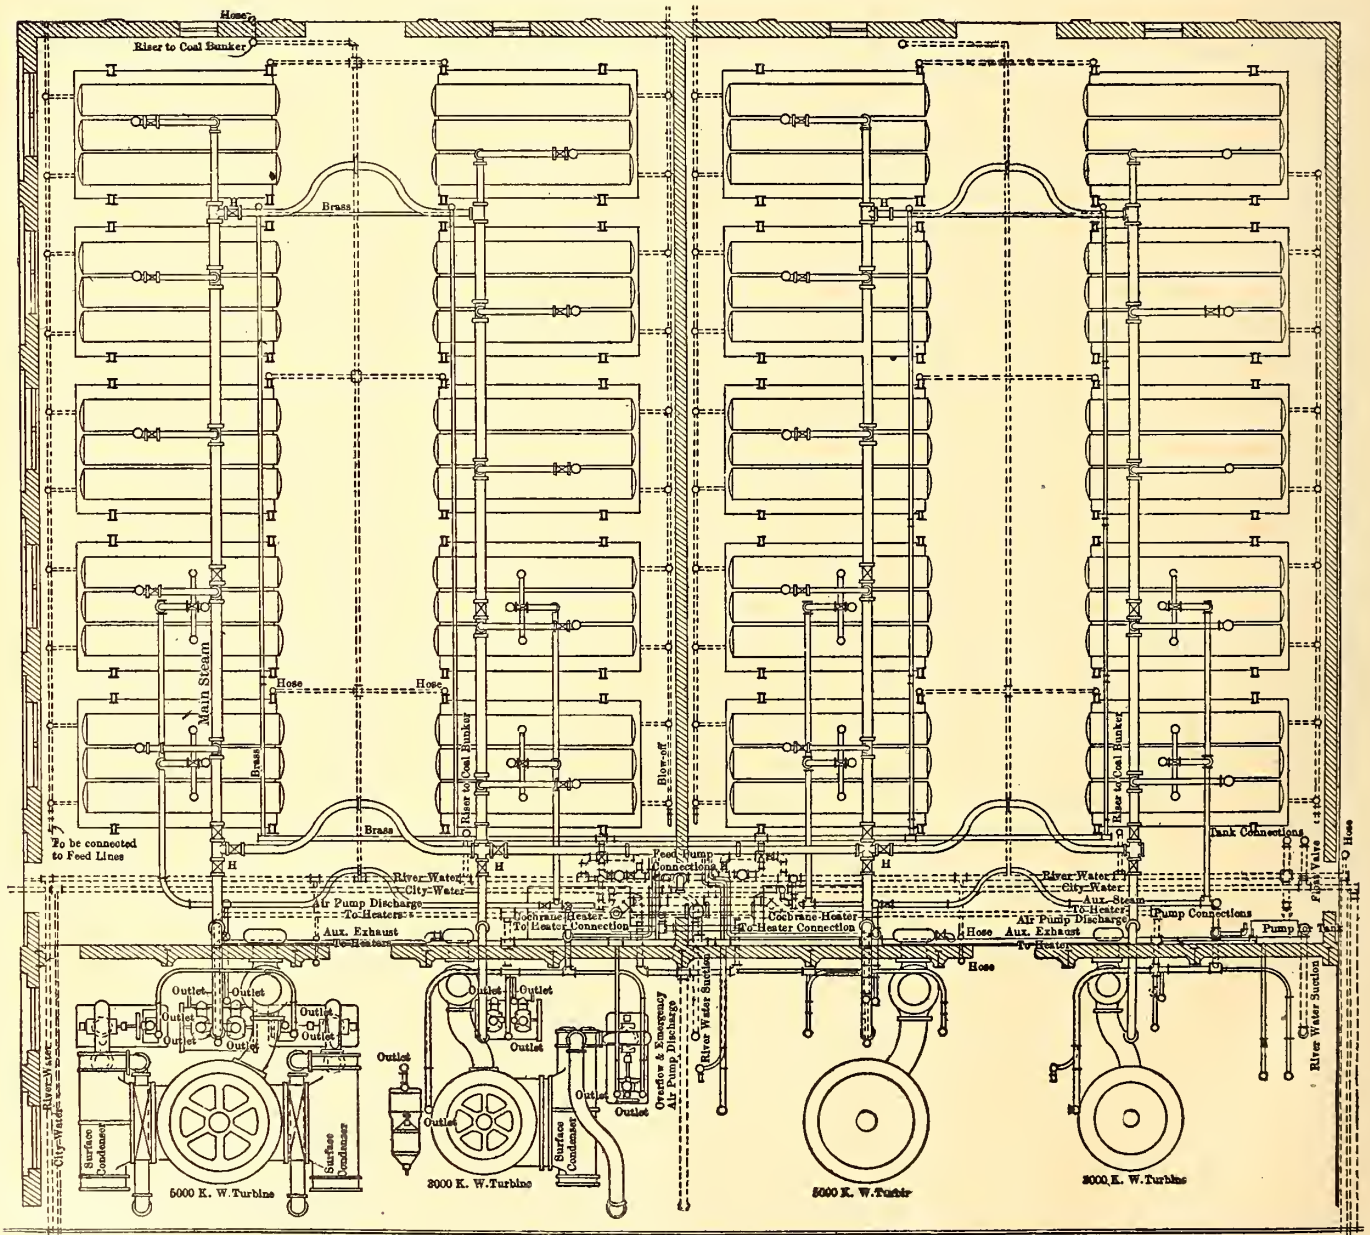 Hose
Riser to Coal Bunker
H
Brass
H
Main Steam
Hose
Hose
Brass
Riser to Coal Bunker
Blow-off
Riser to Coal Bunker
To be connected
to Feed Lines
Brass
H
H
Feed Pump
Connections
Tank Connections
Float Valve
Hose
River Water
City Water
River Water
City Water
Air Pump Discharge
To Heaters
Cochrane Heater
To Heater Connection
Cochrane Heater
To Heater Connection
Aux. Steam
To Heater
Air Pump Discharge
Pump Connections
Aux. Exhaust
To Heaters
Hose
Aux. Exhaust
To Heater
Pump
Tank
Hose
Outlet
Outlet
Outlet
Outlet
Outlet
Outlet
Outlet
Outlet
Outlet
Outlet
Outlet
Outlet
Outlet
River Water
City Water
Overflow & Emergency
Air Pump Discharge
River Water Suction
River Water Suction
Surface
Condenser
Surface
Condenser
Surface
Condenser
5000 K. W. Turbine
3000 K. W. Turbine
5000 K. W. Turbin
3000 K. W. Turbine